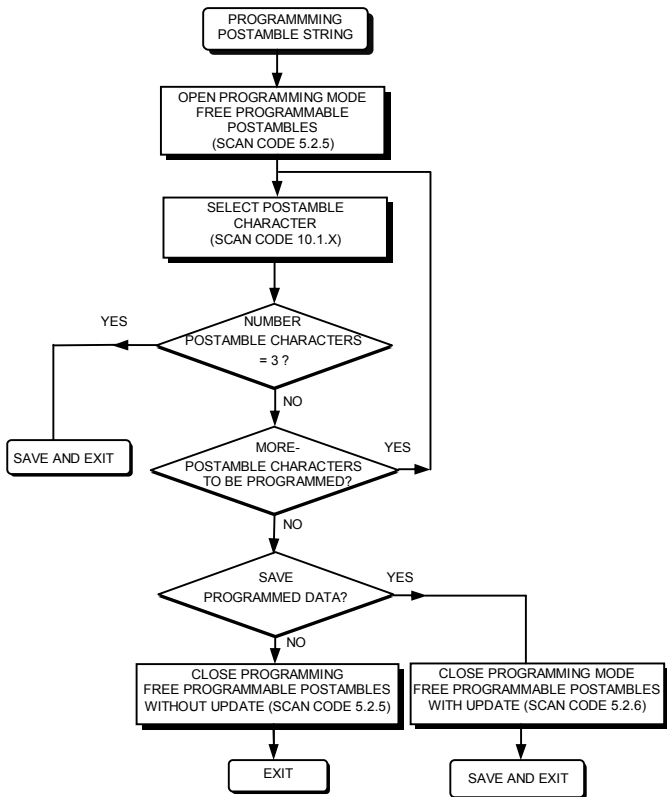 PROGRAMMMING
POSTAMBLE STRING
OPEN PROGRAMMING MODE
FREE PROGRAMMABLE
POSTAMBLES
(SCAN CODE 5.2.5)
SELECT POSTAMBLE
CHARACTER
(SCAN CODE 10.1.X)
YES
NUMBER
POSTAMBLE CHARACTERS
= 3 ?
NO
SAVE AND EXIT
MORE-
POSTAMBLE CHARACTERS
TO BE PROGRAMMED?
YES
NO
SAVE
PROGRAMMED DATA?
YES
NO
CLOSE PROGRAMMING
FREE PROGRAMMABLE POSTAMBLES
WITHOUT UPDATE (SCAN CODE 5.2.5)
CLOSE PROGRAMMING MODE
FREE PROGRAMMABLE POSTAMBLES
WITH UPDATE (SCAN CODE 5.2.6)
EXIT
SAVE AND EXIT